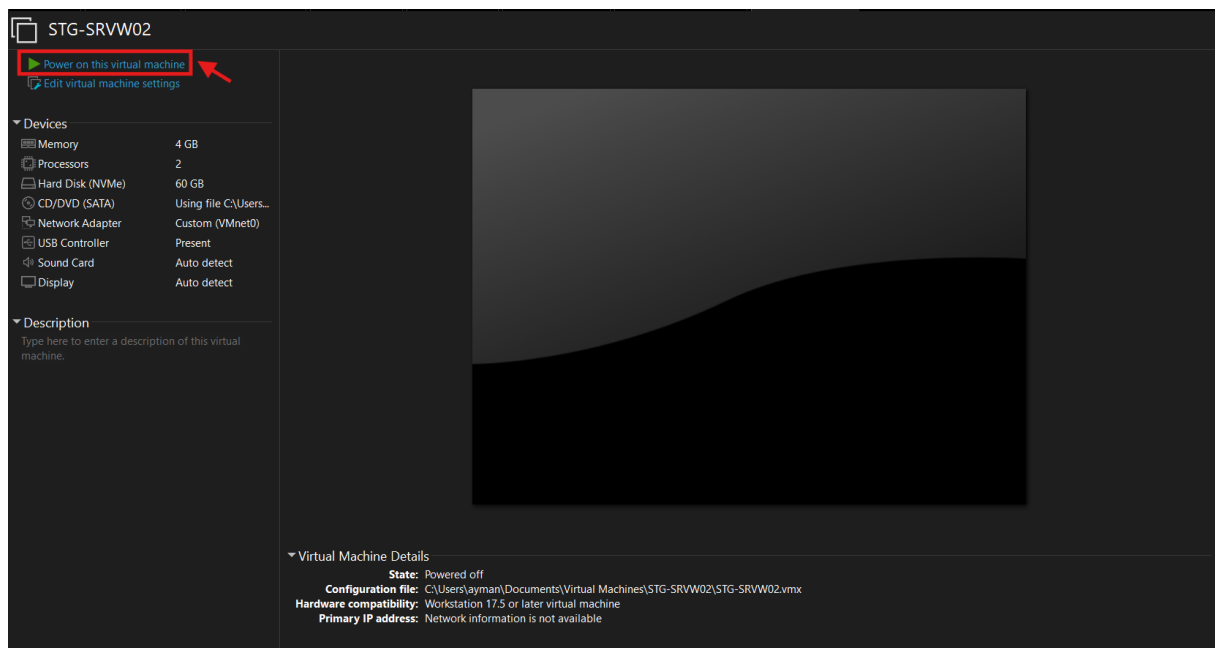 STG-SRVW02
Power on this virtual machine
Edit virtual machine settings
Devices
Memory 4 GB
Processors 2
Hard Disk (NVMe) 60 GB
CD/DVD (SATA) Using file C:\Users...
Network Adapter Custom (VMnet0)
USB Controller Present
Sound Card Auto detect
Display Auto detect
Description
Type here to enter a description of this virtual
machine.
Virtual Machine Details
State: Powered off
Configuration file: C:\Users\ayman\Documents\Virtual Machines\STG-SRVW02\STG-SRVW02.vmx
Hardware compatibility: Workstation 17.5 or later virtual machine
Primary IP address: Network information is not available